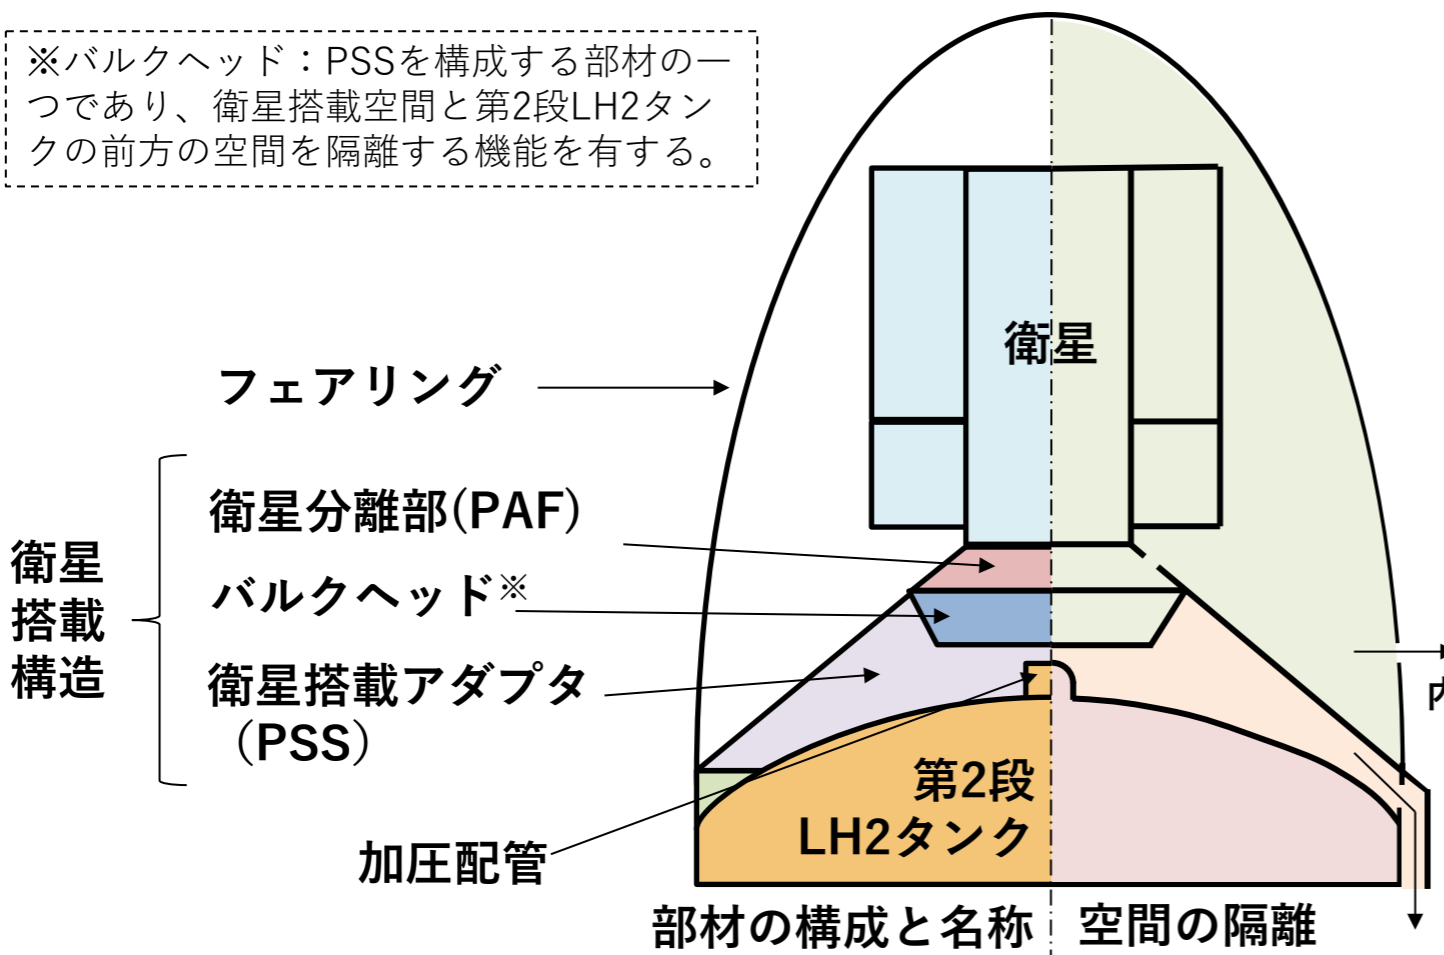 ※バルクヘッド：PSSを構成する部材の一
つであり、衛星搭載空間と第2段LH2タン
クの前方の空間を隔離する機能を有する。
衛星
フェアリング
衛星分離部(PAF)
バルクヘッド※
衛星搭載アダプタ
（PSS）
衛星
搭載
構造
加圧配管
第2段
LH2タンク
部材の構成と名称
空間の隔離